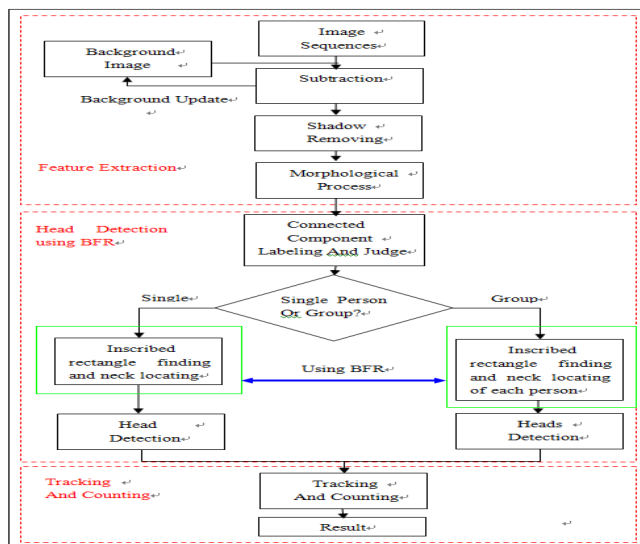 Image
Sequences
Background
Image
Subtraction
Background Update
Shadow
Removing
Feature Extraction
Morphological
Process
Head Detection
using BFR
Connected
Component
Labeling And Judge
Single
Single Person
Or Group?
Group
Inscribed
rectangle finding
and neck locating
Using BFR
Inscribed
rectangle finding
and neck locating
of each person
Head
Detection
Heads
Detection
Tracking
And Counting
Tracking
And Counting
Result